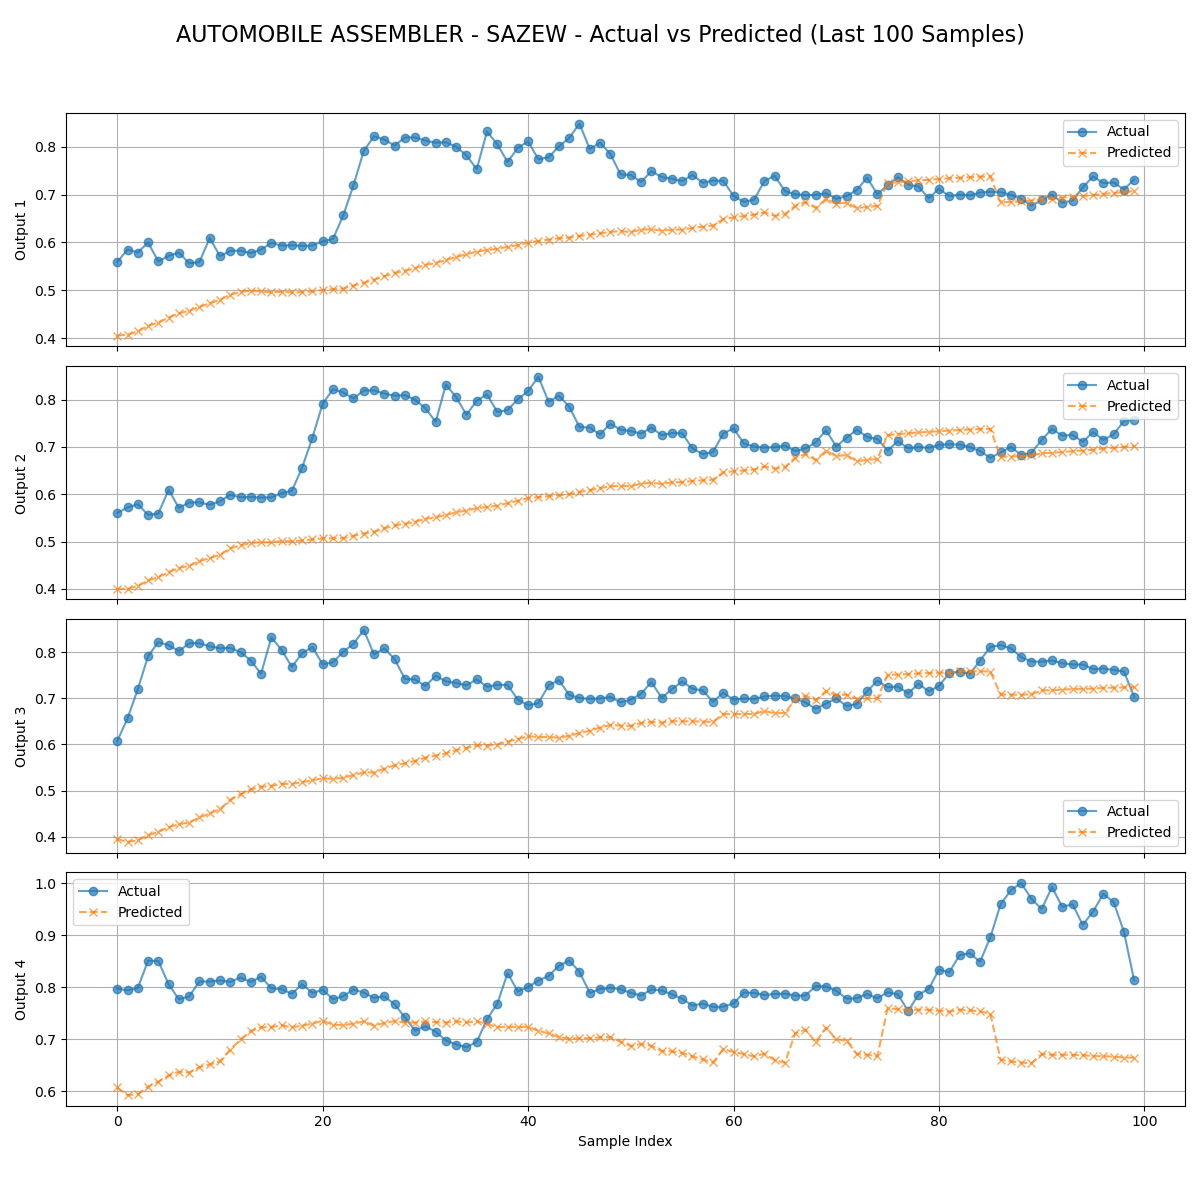 AUTOMOBILE ASSEMBLER - SAZEW - Actual vs Predicted (Last 100 Samples)
Output 1
0.8
0.7
0.6
0.5
0.4
Actual
Predicted
Output 2
0.8
0.7
0.6
0.5
0.4
Actual
Predicted
Output 3
0.8
0.7
0.6
0.5
0.4
Actual
Predicted
Output 4
1.0
0.9
0.8
0.7
0.6
Actual
Predicted
0 20 40 60 80 100
Sample Index